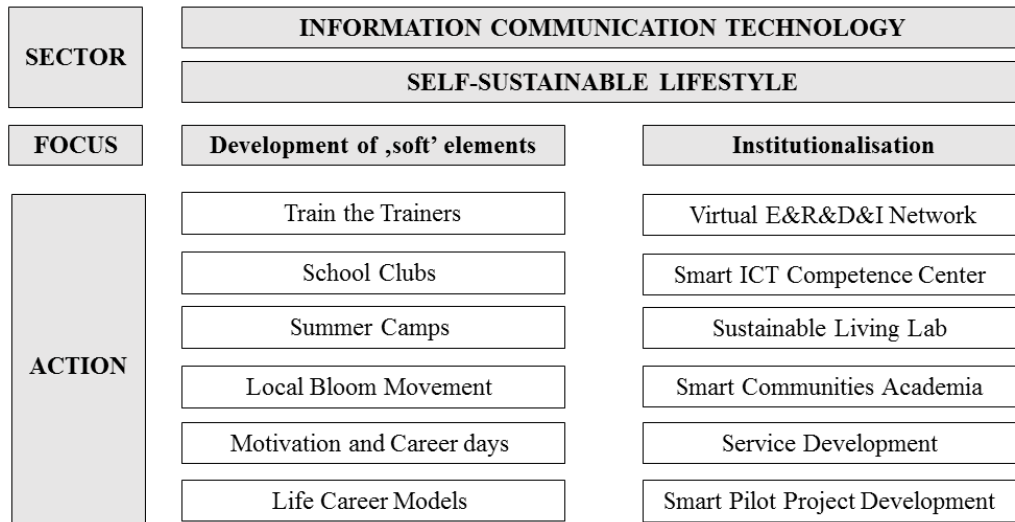 SECTOR
INFORMATION COMMUNICATION TECHNOLOGY
SELF-SUSTAINABLE LIFESTYLE
FOCUS
Development of ‚soft’ elements
Institutionalisation
ACTION
Train the Trainers
Virtual E&R&D&I Network
School Clubs
Smart ICT Competence Center
Summer Camps
Sustainable Living Lab
Local Bloom Movement
Smart Communities Academia
Motivation and Career days
Service Development
Life Career Models
Smart Pilot Project Development